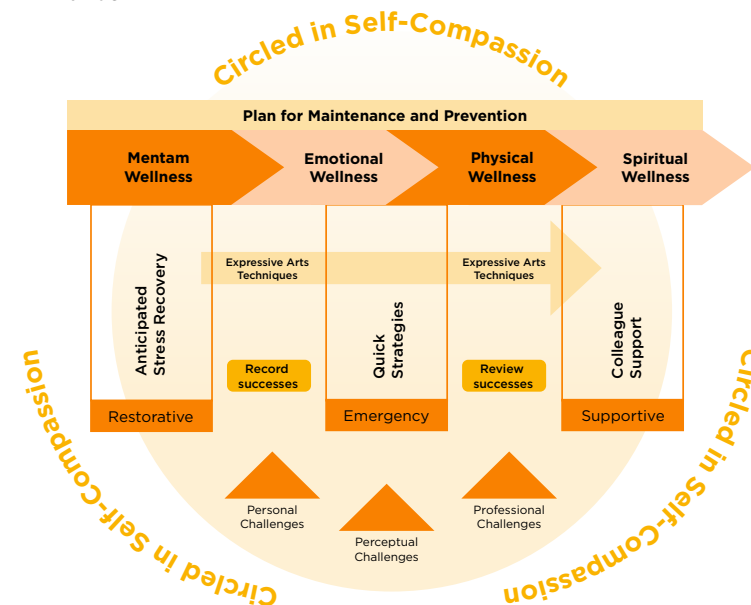 Circled in Self-Compassion
Plan for Maintenance and Prevention
Mentam
Wellness
Emotional
Wellness
Physical
Wellness
Spiritual
Wellness
Anticipated
Stress Recovery
Expressive Arts
Techniques
Quick
Strategies
Expressive Arts
Techniques
Colleague
Support
Record
successes
Review
successes
Restorative
Emergency
Supportive
Personal
Challenges
Perceptual
Challenges
Professional
Challenges
Circled in Self-Compassion
Circled in Self-Compassion